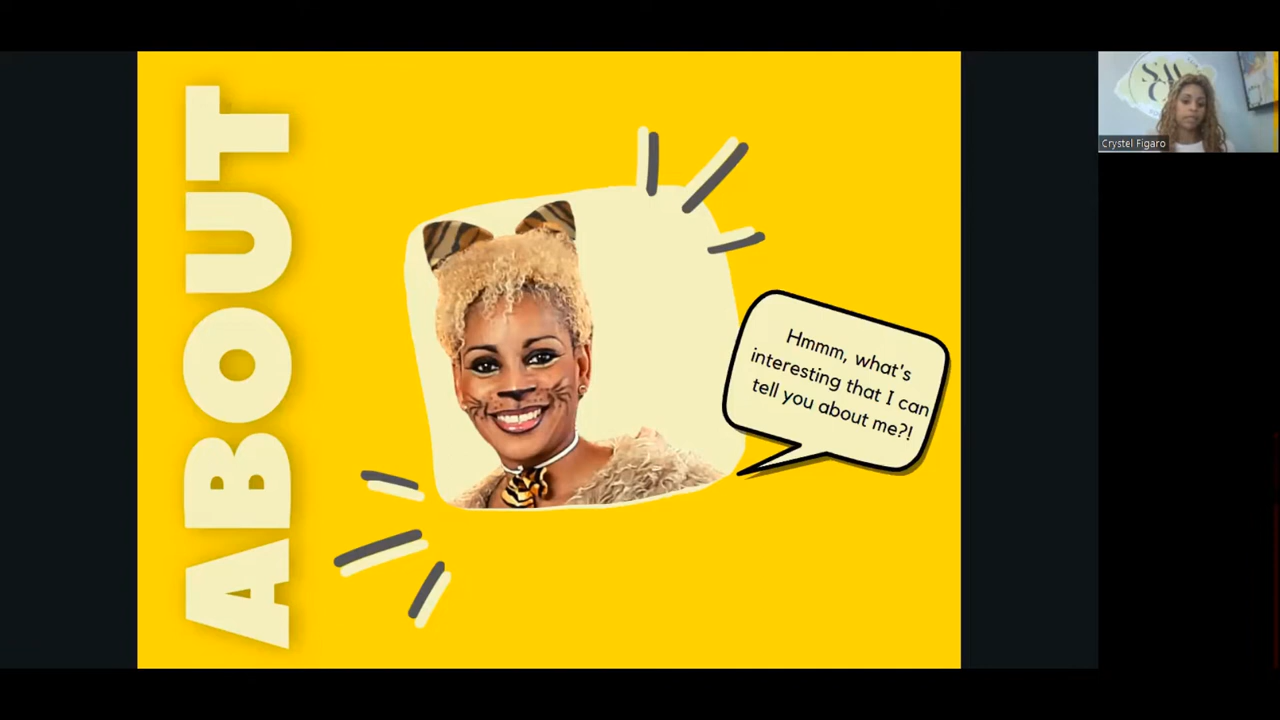 ABOUT
Hmmm, what's
interesting that I can
tell you about me?!
Crystel Figaro